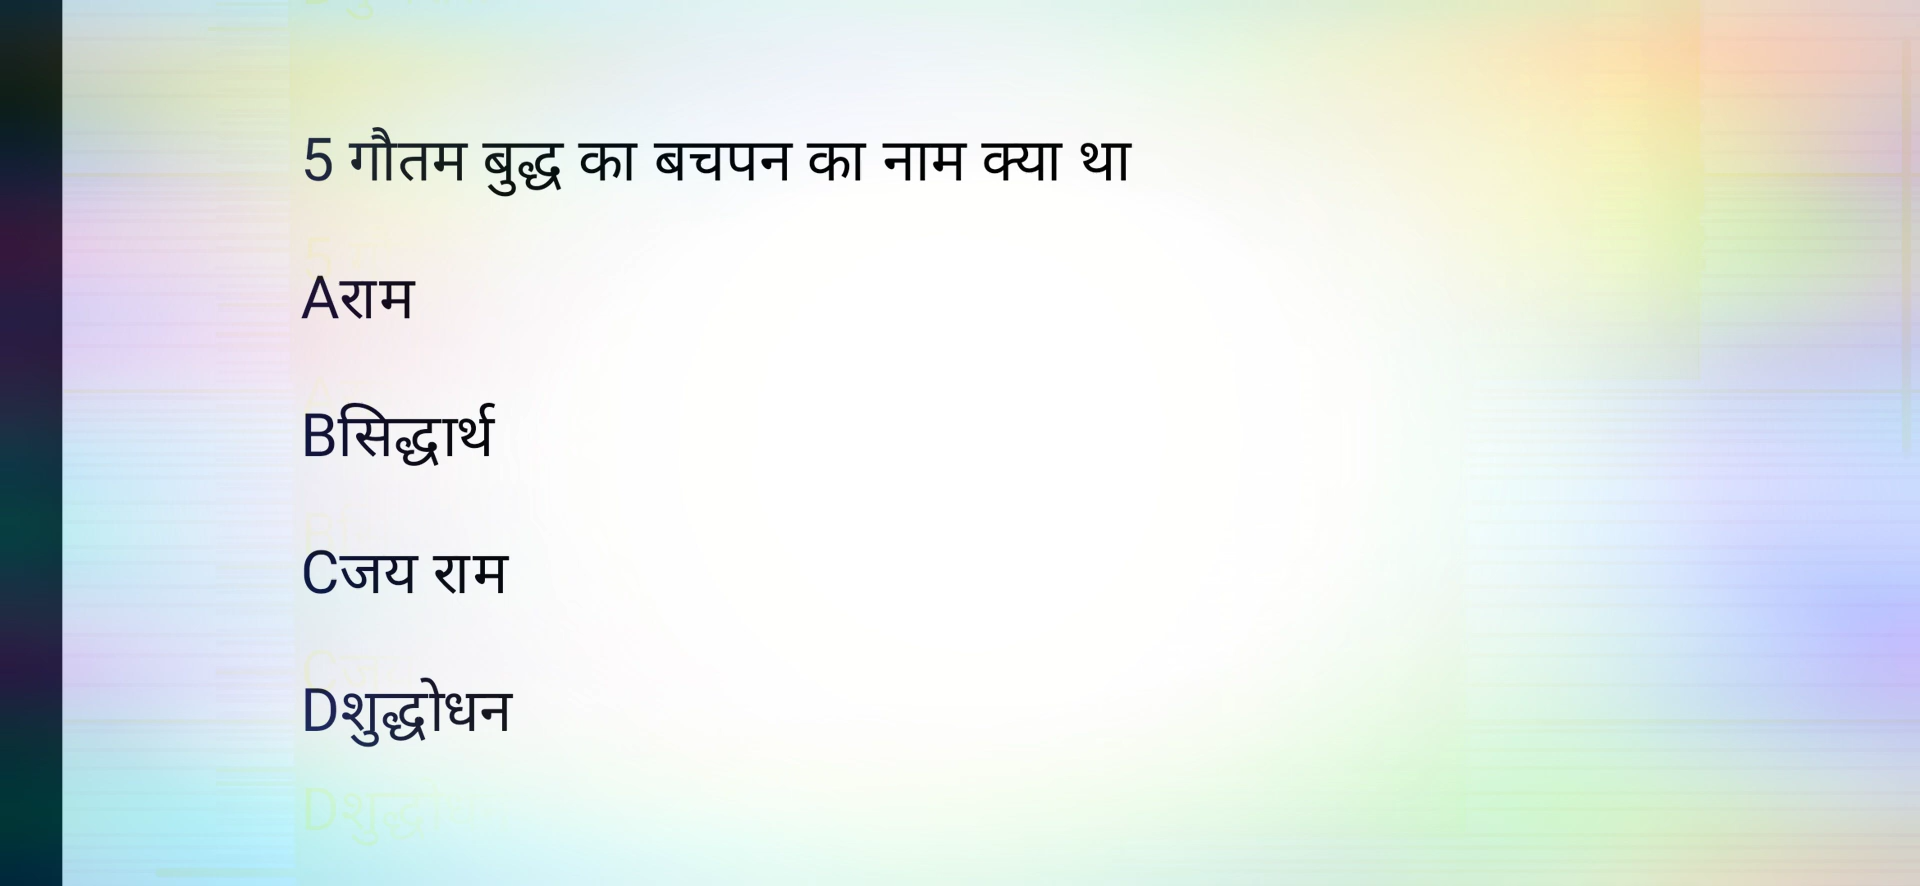 5 गौतम बुद्ध का बचपन का नाम क्या था
Aराम
Bसिद्धार्थ
Cजय राम
Dशुद्धोधन